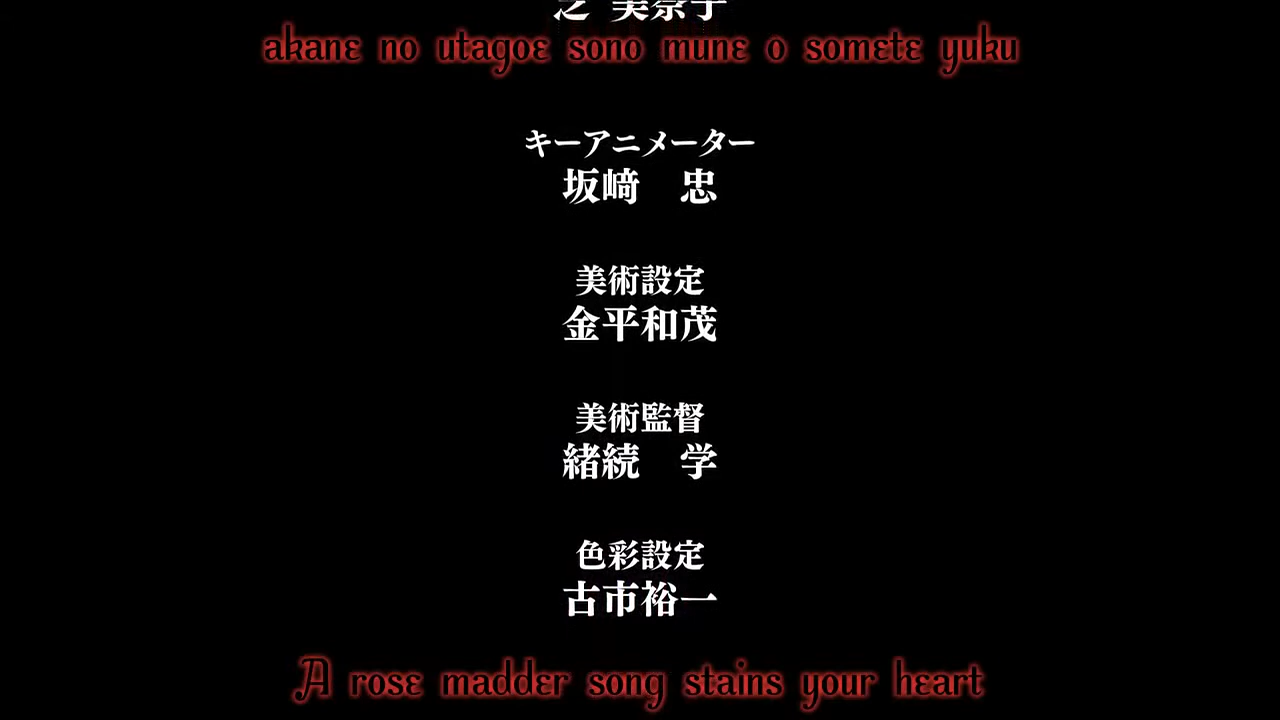 美奈子
akane no utagoe sono mune o somete yuku
キーアニメーター
坂﨑　忠
美術設定
金平和茂
美術監督
緒続　学
色彩設定
古市裕一
A rose madder song stains your heart